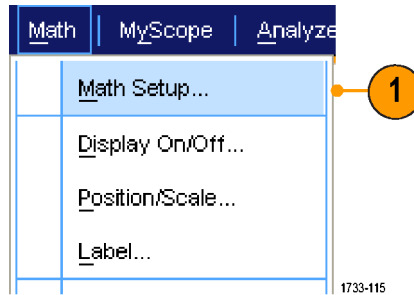 Math MyScope Analyze
Math Setup...
1
Display On/Off...
Position/Scale...
Label...
1733-115